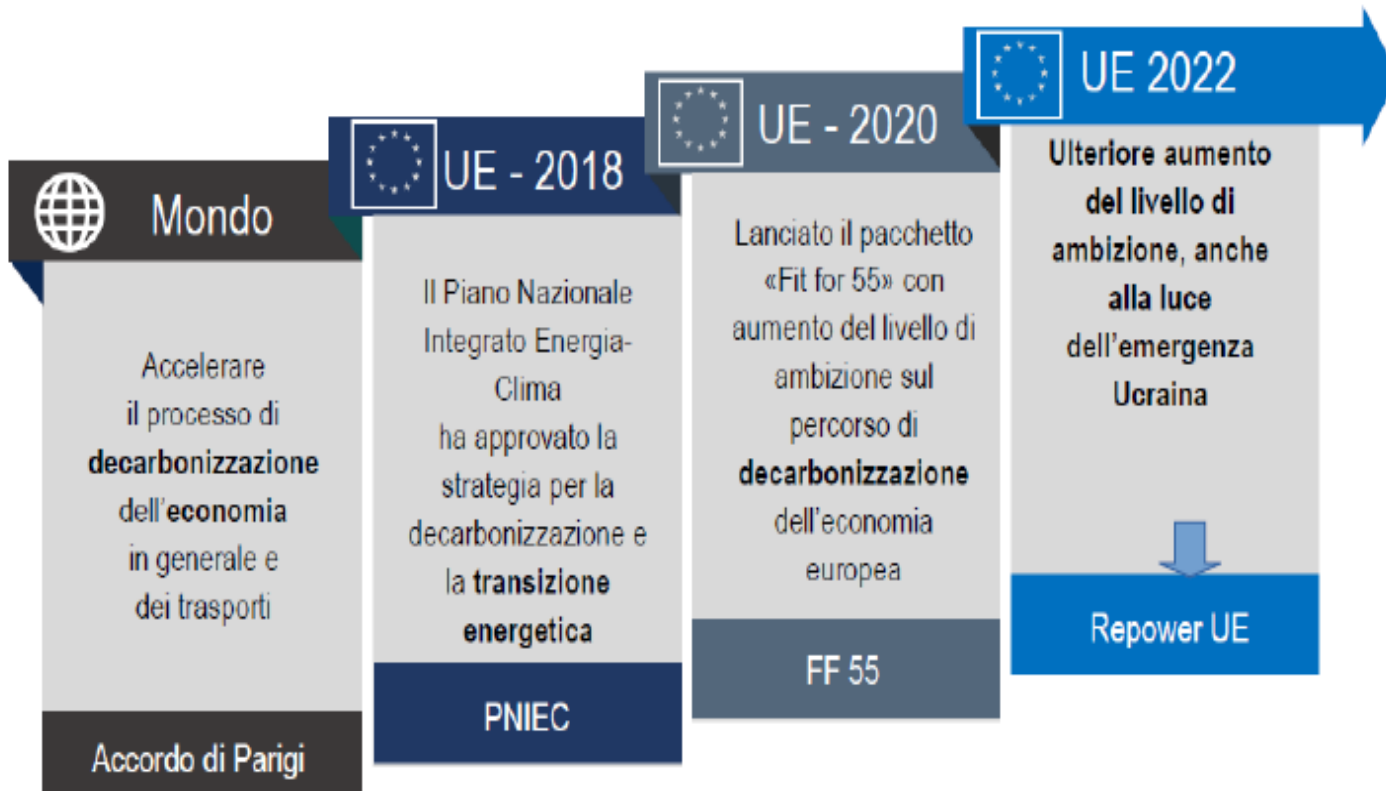 Mondo
Accelerare
il processo di
decarbonizzazione
dell'economia
in generale e
dei trasporti
Accordo di Parigi
UE - 2018
Il Piano Nazionale
Integrato Energia-
Clima
ha approvato la
strategia per la
decarbonizzazione e
la transizione
energetica
PNIEC
UE - 2020
Lanciato il pacchetto
«Fit for 55» con
aumento del livello di
ambizione sul
percorso di
decarbonizzazione
dell'economia
europea
FF 55
UE 2022
Ulteriore aumento
del livello di
ambizione, anche
alla luce
dell'emergenza
Ucraina
Repower UE